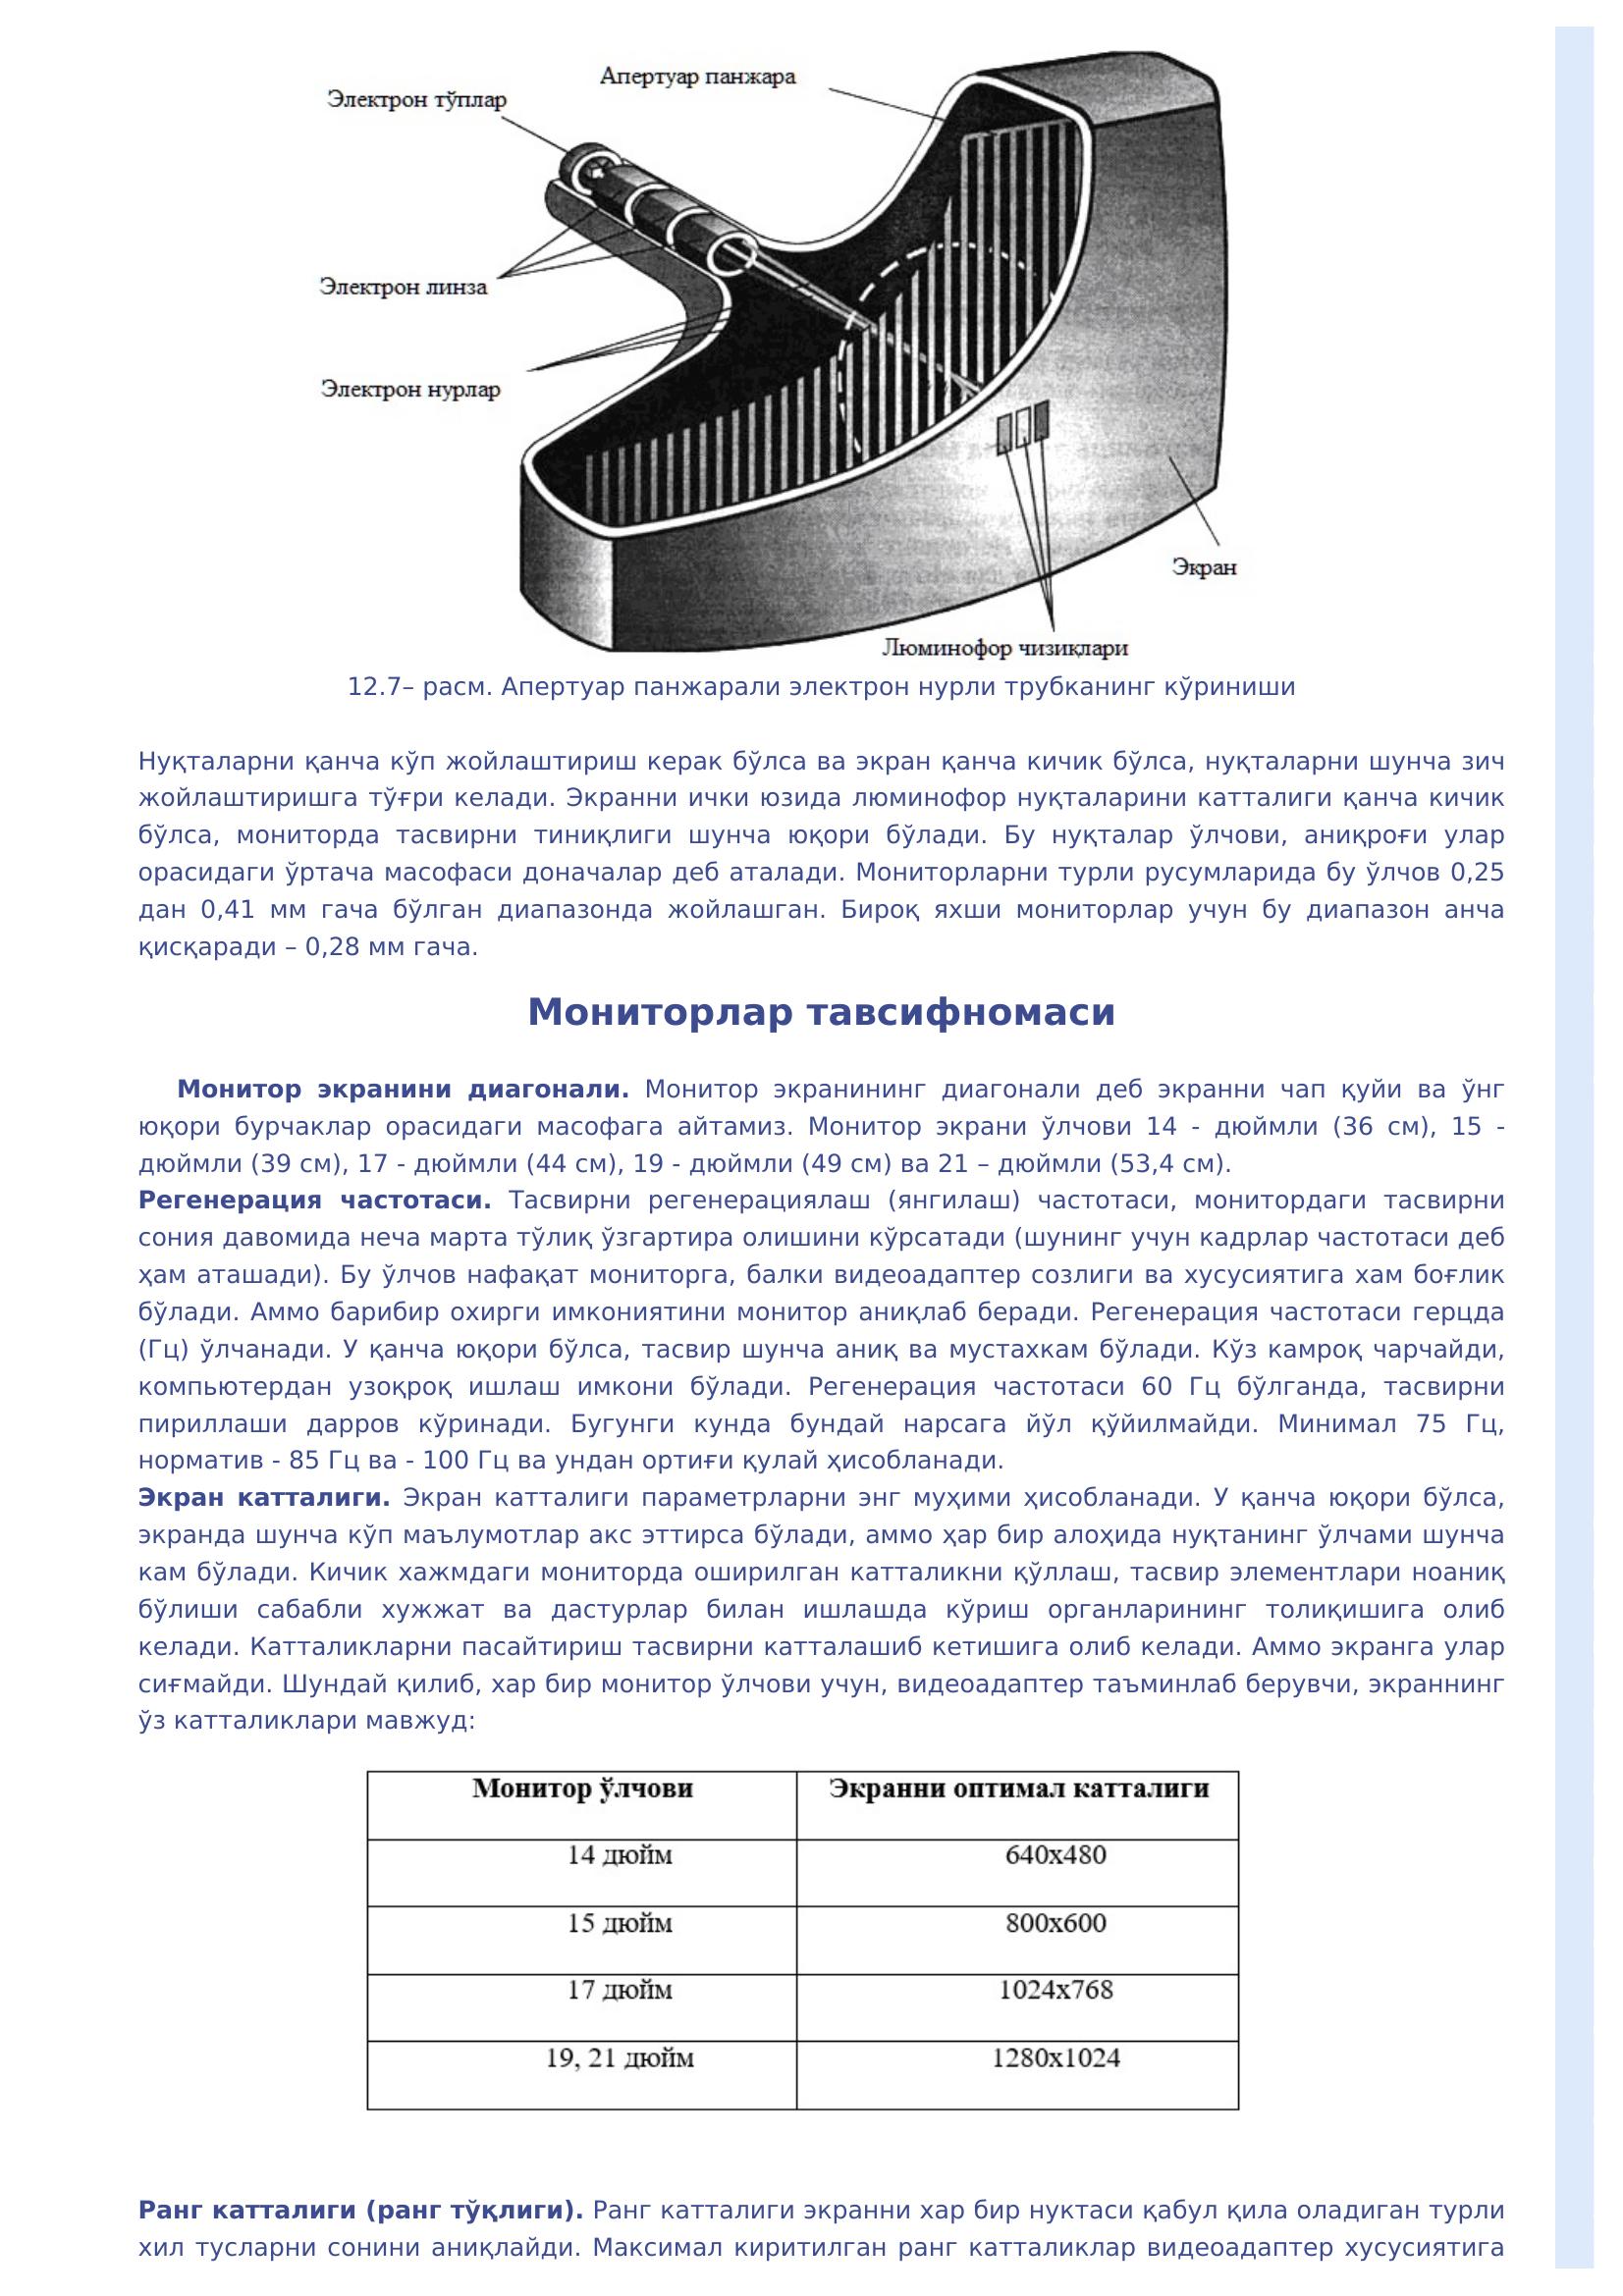 Апертуар панжара
Электрон тўплар
Электрон линза
Электрон нурлар
Экран
Люминофор чизиқлари
12.7– расм. Апертуар панжарали электрон нурли трубканинг кўриниши
Нуқталарни қанча кўп жойлаштириш керак бўлса ва экран қанча кичик бўлса, нуқталарни шунча зич
жойлаштиришга тўғри келади. Экранни ички юзида люминофор нуқталарини катталиги қанча кичик
бўлса, мониторда тасвирни тиниқлиги шунча юқори бўлади. Бу нуқталар ўлчови, аниқроғи улар
орасидаги ўртача масофаси доначалар деб аталади. Мониторларни турли русумларида бу ўлчов 0,25
дан 0,41 мм гача бўлган диапазонда жойлашган. Бироқ яхши мониторлар учун бу диапазон анча
қисқаради – 0,28 мм гача.
Мониторлар тавсифномаси
Монитор экранини диагонали. Монитор экранининг диагонали деб экранни чап қуйи ва ўнг
юқори бурчаклар орасидаги масофага айтамиз. Монитор экрани ўлчови 14 - дюймли (36 см), 15 -
дюймли (39 см), 17 - дюймли (44 см), 19 - дюймли (49 см) ва 21 – дюймли (53,4 см).
Регенерация частотаси. Тасвирни регенерациялаш (янгилаш) частотаси, монитордаги тасвирни
сония давомида неча марта тўлиқ ўзгартира олишини кўрсатади (шунинг учун кадрлар частотаси деб
ҳам аташади). Бу ўлчов нафақат мониторга, балки видеоадаптер созлиги ва хусусиятига хам боғлик
бўлади. Аммо барибир охирги имкониятини монитор аниқлаб беради. Регенерация частотаси герцда
(Гц) ўлчанади. У қанча юқори бўлса, тасвир шунча аниқ ва мустахкам бўлади. Кўз камроқ чарчайди,
компьютердан узоқроқ ишлаш имкони бўлади. Регенерация частотаси 60 Гц бўлганда, тасвирни
пириллаши дарров кўринади. Бугунги кунда бундай нарсага йўл қўйилмайди. Минимал 75 Гц,
норматив - 85 Гц ва - 100 Гц ва ундан ортиғи қулай ҳисобланади.
Экран катталиги. Экран катталиги параметрларни энг муҳими ҳисобланади. У қанча юқори бўлса,
экранда шунча кўп маълумотлар акс эттирса бўлади, аммо ҳар бир алоҳида нуқтанинг ўлчами шунча
кам бўлади. Кичик хажмдаги мониторда оширилган катталикни қўллаш, тасвир элементлари ноаниқ
бўлиши сабабли хужжат ва дастурлар билан ишлашда кўриш органларининг толиқишига олиб
келади. Катталикларни пасайтириш тасвирни катталашиб кетишига олиб келади. Аммо экранга улар
сиғмайди. Шундай қилиб, хар бир монитор ўлчови учун, видеоадаптер таъминлаб берувчи, экраннинг
ўз катталиклари мавжуд:
Монитор ўлчови Экранни оптимал катталиги
14 дюйм 640х480
15 дюйм 800х600
17 дюйм 1024х768
19, 21 дюйм 1280х1024
Ранг катталиги (ранг тўқлиги). Ранг катталиги экранни хар бир нуктаси қабул қила оладиган турли
хил тусларни сонини аниқлайди. Максимал киритилган ранг катталиклар видеоадаптер хусусиятига